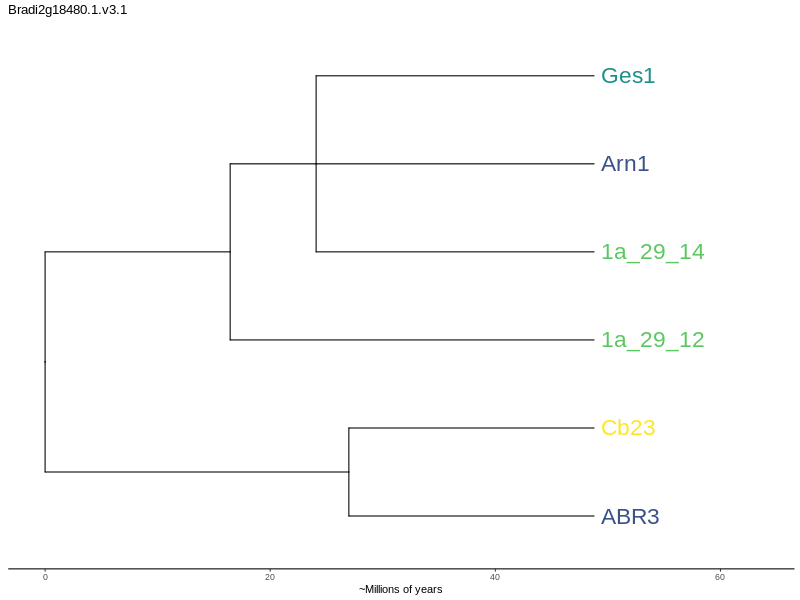 Bradi2g18480.1.v3.1
Ges1
Arn1
1a_29_14
1a_29_12
Cb23
ABR3
0 20 40 60
~Millions of years